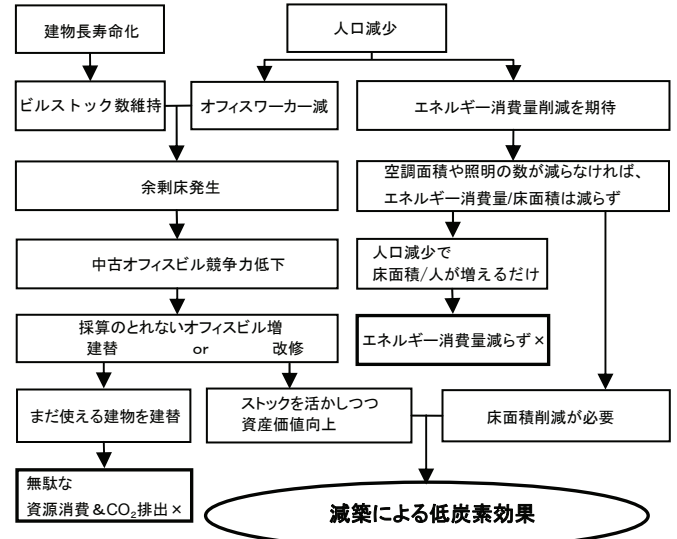 建物長寿命化
人口減少
ビルストック数維持
オフィスワーカー減
エネルギー消費量削減を期待
余剰床発生
空調面積や照明の数が減らなければ、
エネルギー消費量/床面積は減らず
中古オフィスビル競争力低下
人口減少で
床面積/人が増えるだけ
採算のとれないオフィスビル増
建替 or 改修
エネルギー消費量減らず×
まだ使える建物を建替
ストックを活かしつつ
資産価値向上
床面積削減が必要
無駄な
資源消費&CO₂排出×
減築による低炭素効果